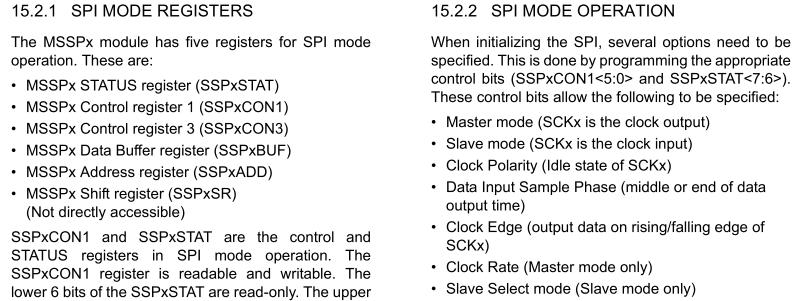 15.2.1 SPI MODE REGISTERS
The MSSPx module has five registers for SPI mode
operation. These are:
• MSSPx STATUS register (SSPxSTAT)
• MSSPx Control register 1 (SSPxCON1)
• MSSPx Control register 3 (SSPxCON3)
• MSSPx Data Buffer register (SSPxBUF)
• MSSPx Address register (SSPxADD)
• MSSPx Shift register (SSPxSR)
(Not directly accessible)
SSPxCON1 and SSPxSTAT are the control and
STATUS registers in SPI mode operation. The
SSPxCON1 register is readable and writable. The
lower 6 bits of the SSPxSTAT are read-only. The upper
15.2.2 SPI MODE OPERATION
When initializing the SPI, several options need to be
specified. This is done by programming the appropriate
control bits (SSPxCON1<5:0> and SSPxSTAT<7:6>).
These control bits allow the following to be specified:
• Master mode (SCKx is the clock output)
• Slave mode (SCKx is the clock input)
• Clock Polarity (Idle state of SCKx)
• Data Input Sample Phase (middle or end of data
output time)
• Clock Edge (output data on rising/falling edge of
SCKx)
• Clock Rate (Master mode only)
• Slave Select mode (Slave mode only)